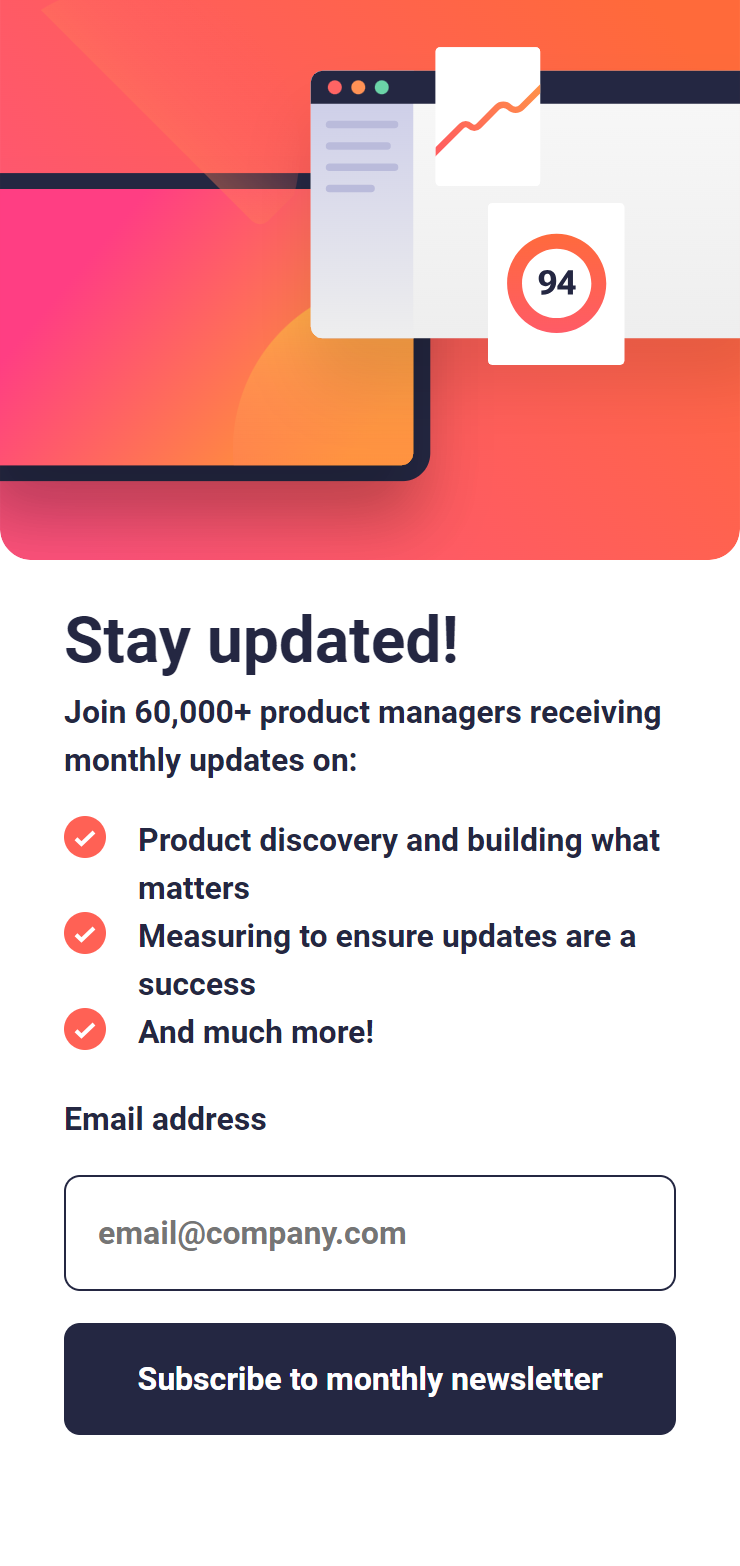 94
Stay updated!
Join 60,000+ product managers receiving
monthly updates on:
Product discovery and building what
matters
Measuring to ensure updates are a
success
And much more!
Email address
email@company.com
Subscribe to monthly newsletter